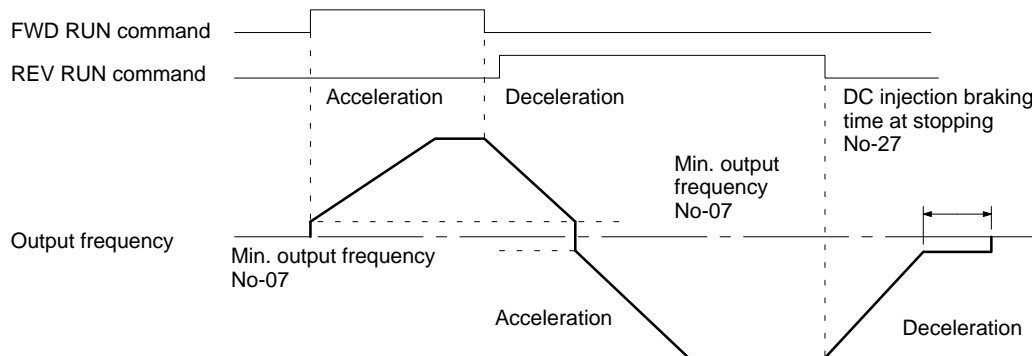 FWD RUN command
REV RUN command
Acceleration
Deceleration
DC injection braking
time at stopping
No-27
Min. output
frequency
No-07
Output frequency
Min. output frequency
No-07
Acceleration
Deceleration